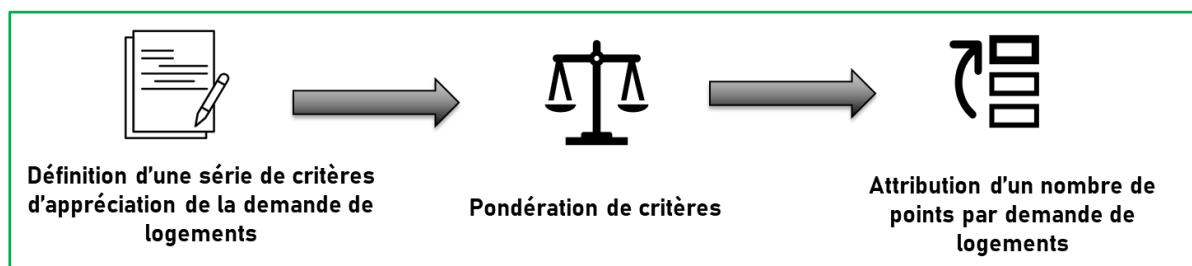 Définition d'une série de critères
d'appréciation de la demande de
logements
Pondération de critères
Attribution d'un nombre de
points par demande de
logements